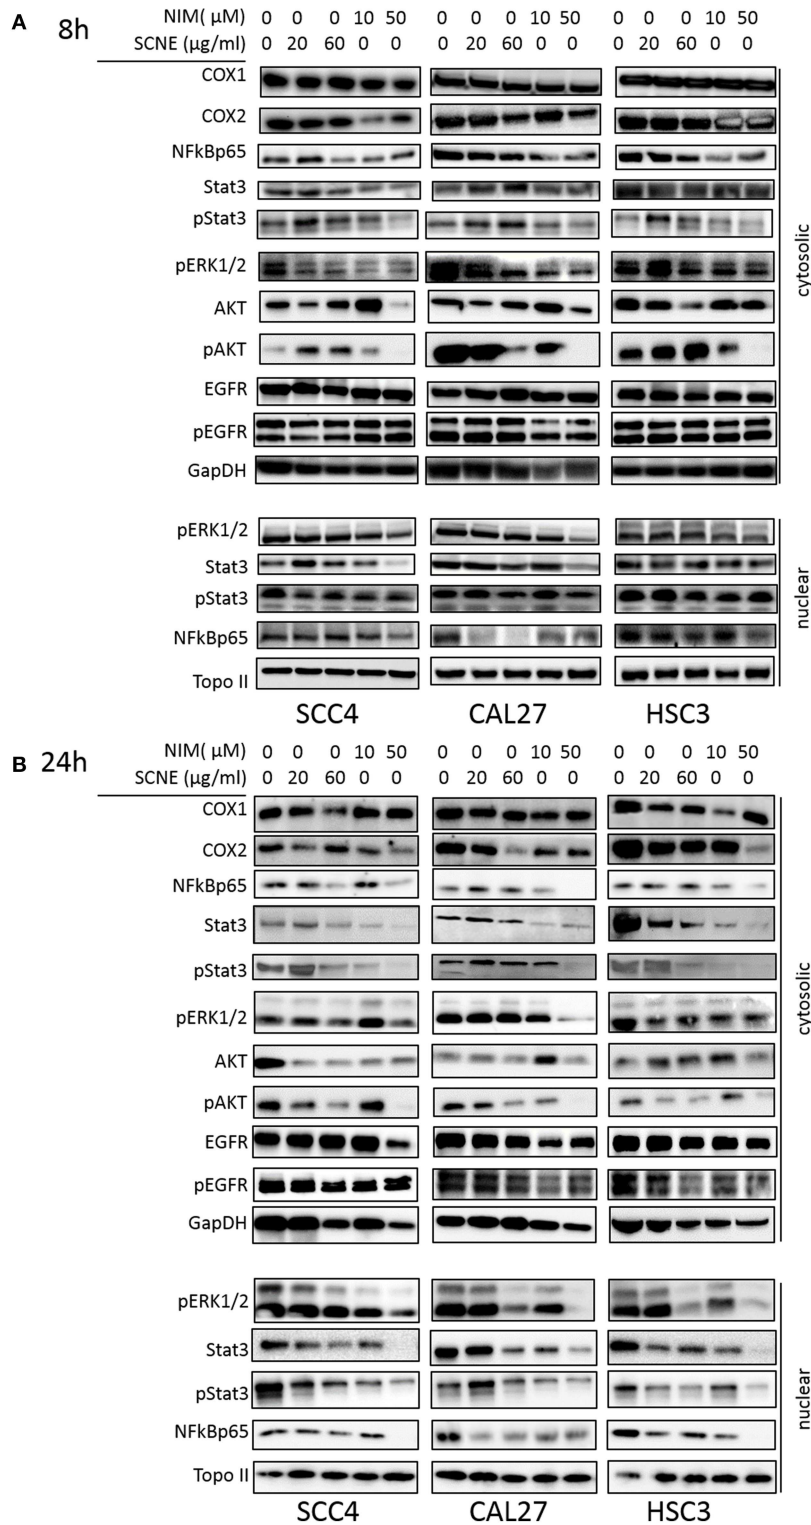 A 8h
NIM( µM) 0 0 0 10 50 0 0 0 10 50 0 0 0 10 50
SCNE (µg/ml) 0 20 60 0 0 0 20 60 0 0 0 20 60 0 0
COX1
COX2
NFkBp65
Stat3
pStat3
pERK1/2
AKT
pAKT
EGFR
pEGFR
GapDH
cytosolic
pERK1/2
Stat3
pStat3
NFkBp65
Topo II
nuclear
SCC4 CAL27 HSC3
B 24h
NIM( µM) 0 0 0 10 50 0 0 0 10 50 0 0 0 10 50
SCNE (µg/ml) 0 20 60 0 0 0 20 60 0 0 0 20 60 0 0
COX1
COX2
NFkBp65
Stat3
pStat3
pERK1/2
AKT
pAKT
EGFR
pEGFR
GapDH
cytosolic
pERK1/2
Stat3
pStat3
NFkBp65
Topo II
nuclear
SCC4 CAL27 HSC3